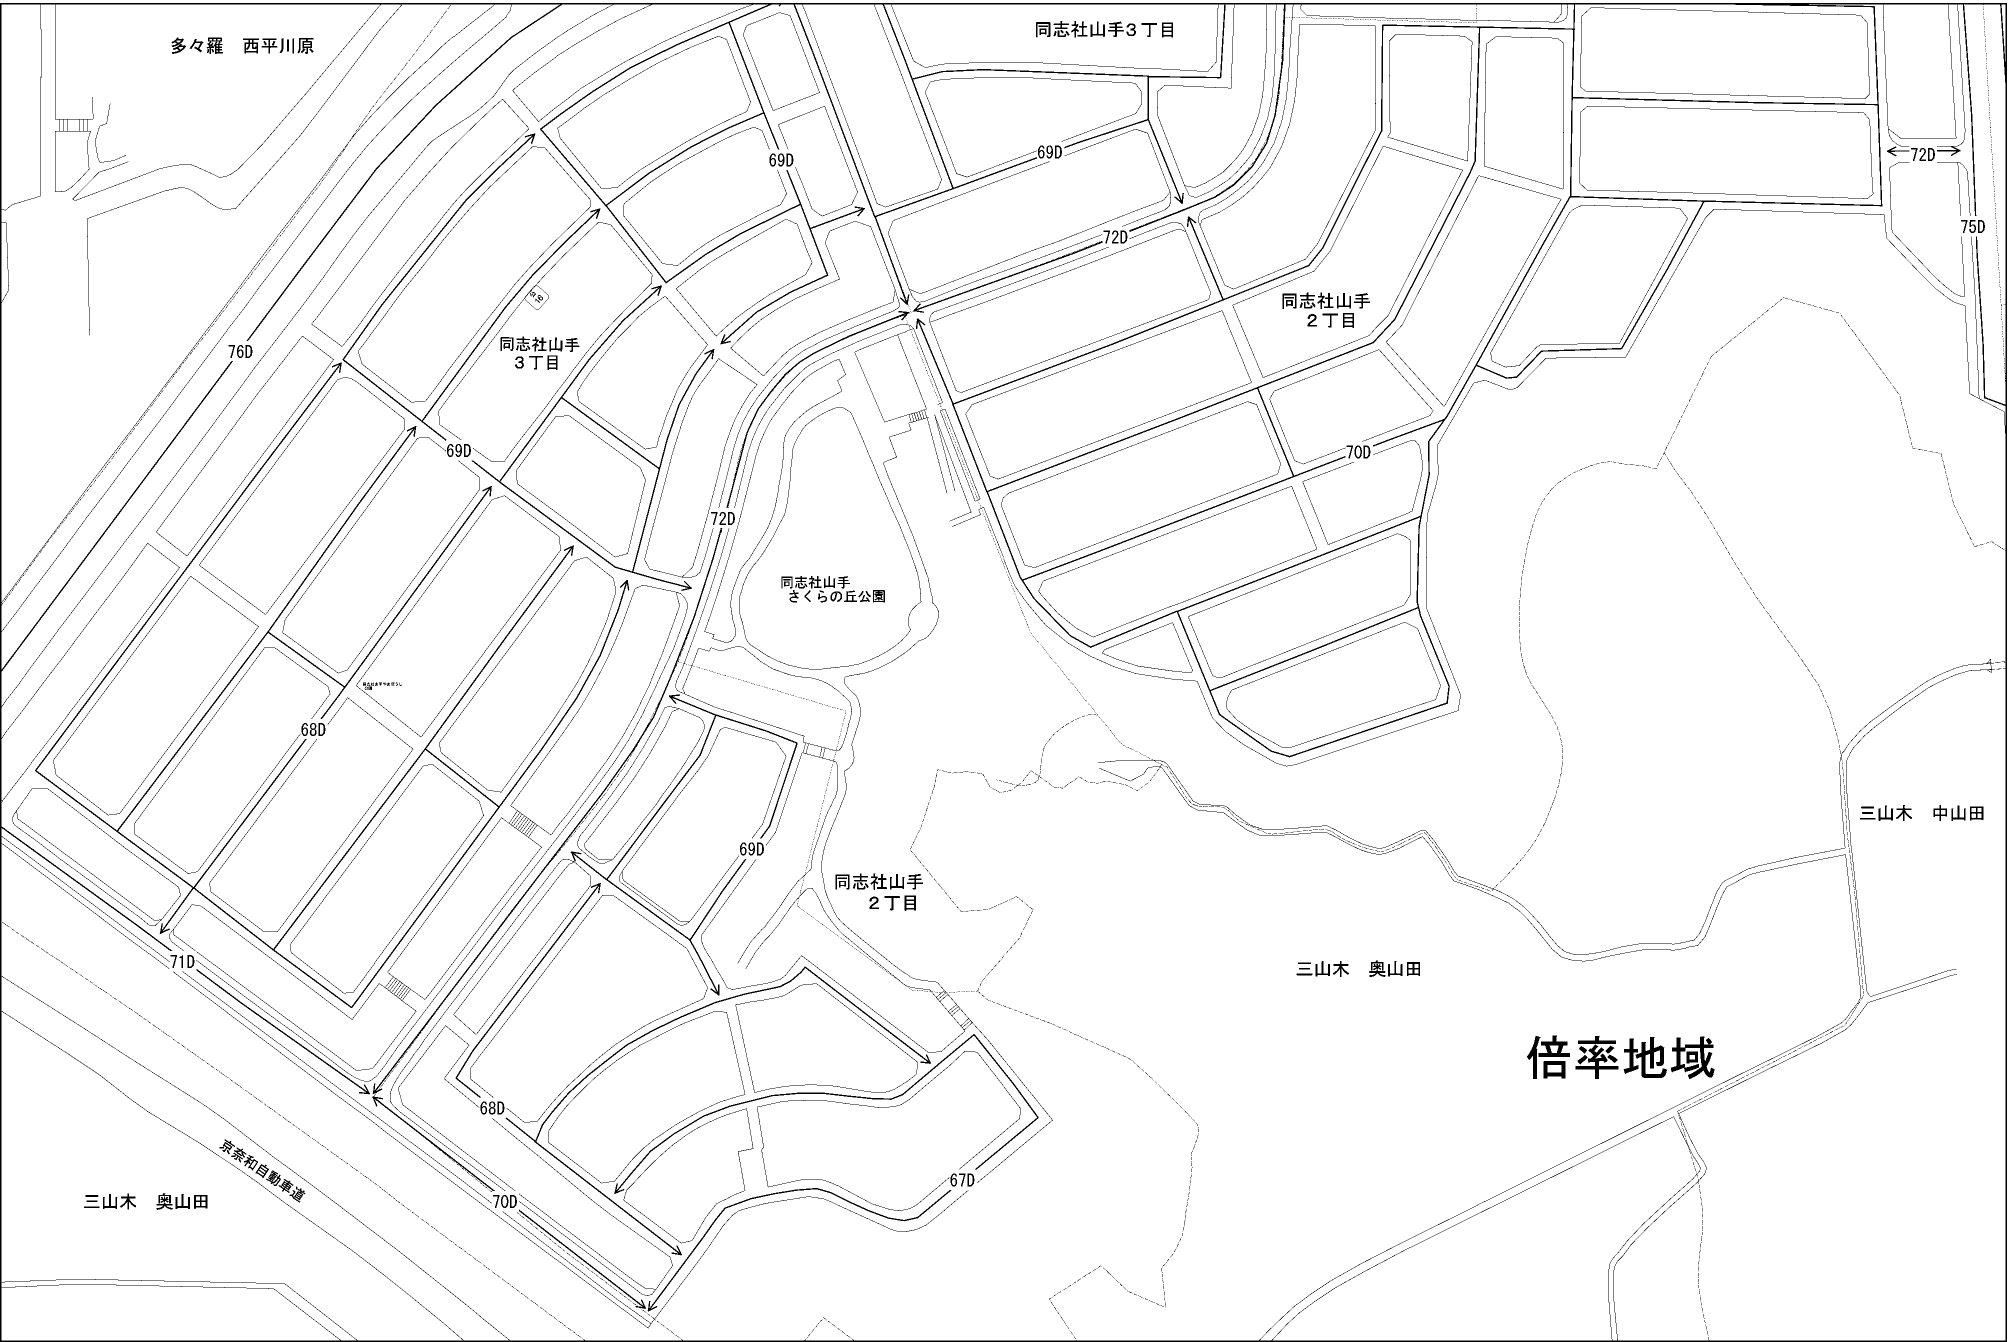 多々羅　西平川原
同志社山手３丁目
69D
69D
72D
75D
72D
同志社山手
２丁目
76D
同志社山手
３丁目
69D
70D
72D
同志社山手
さくらの丘公園
68D
三山木　中山田
69D
同志社山手
２丁目
71D
三山木　奥山田
倍率地域
68D
京奈和自動車道
67D
三山木　奥山田
70D